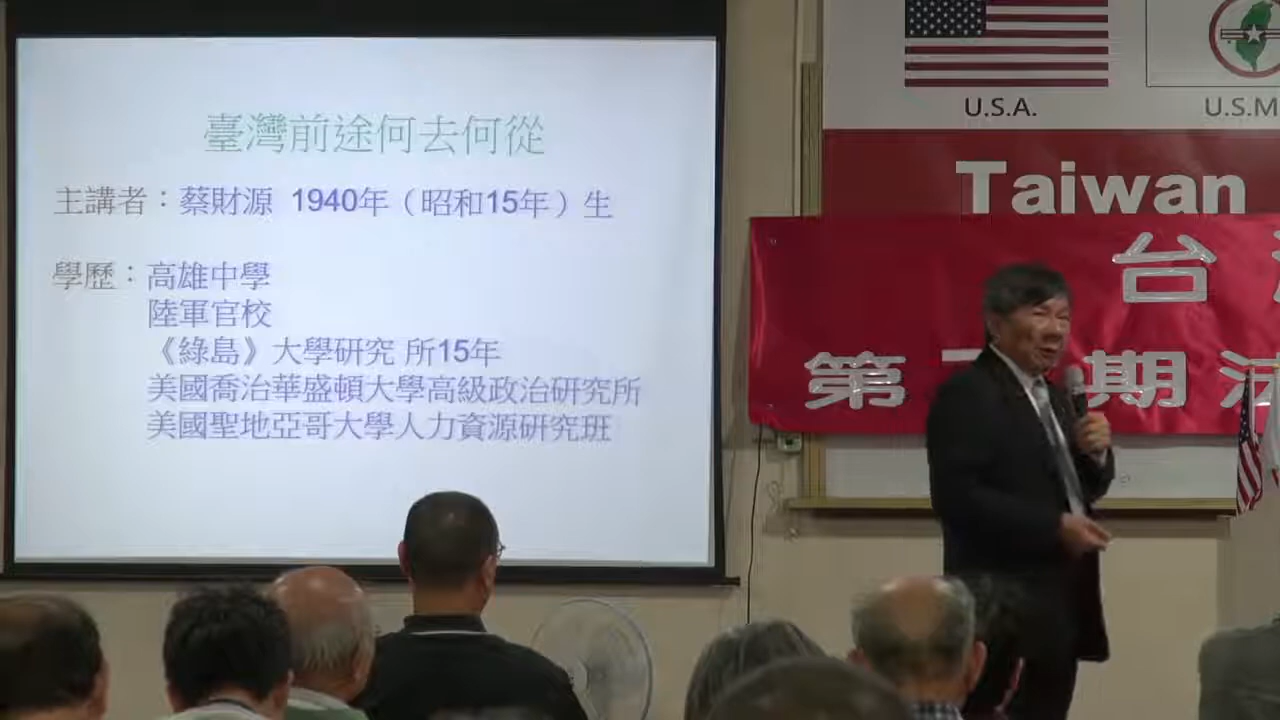 臺灣前途何去何從
主講者：蔡財源 1940年（昭和15年）生
學歷：高雄中學
陸軍官校
《綠島》大學研究 所15年
美國喬治華盛頓大學高級政治研究所
美國聖地亞哥大學人力資源研究班
U.S.A.
U.S.M
Taiwan
台
第
期